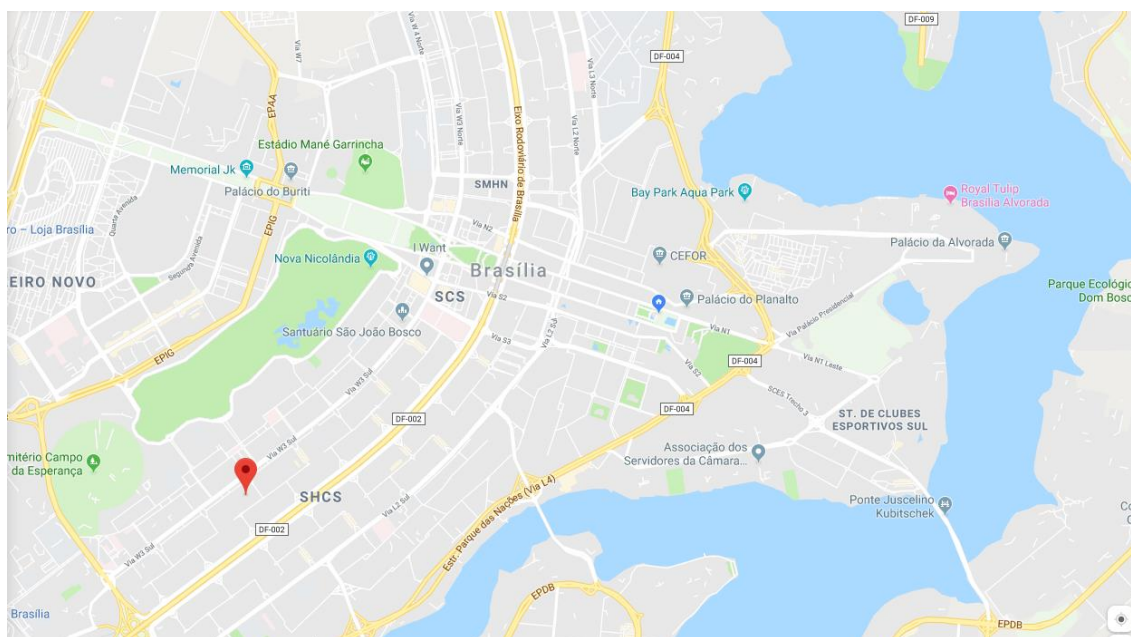 DF-009
Via W7
Via W 4 Norte
DF-004
Via L3 Norte
EPAA
Via W3 Norte
Eixo Rodoviário de Brasília
Via L2 Norte
Estádio Mané Garrincha
Memorial Jk
Palácio do Buriti
SMHN
Bay Park Aqua Park
Royal Tulip
Brasília Alvorada
Quarta Avenida
ro – Loja Brasília
EPIG
Segunda Avenida
Via N2
I Want
Nova Nicolândia
Brasília
CEFOR
Palácio da Alvorada
EIRO NOVO
SCS
Via S2
Palácio do Planalto
Parque Ecológic
Dom Bosc
Via Palácio Presidencial
Santuário São João Bosco
Via S3
Via L2 Sul
Via N1
Via N1 Leste
EPIG
Via S2
DF-004
Via W3 Sul
SCES Trecho 3
DF-002
DF-004
ST. DE CLUBES
ESPORTIVOS SUL
Via W3 Sul
mitério Campo
da Esperança
Associação dos
Servidores da Câmara...
SHCS
Via L2 Sul
Estr. Parque das Nações (Via L4)
Ponte Juscelino
Kubitschek
Co
DF-002
Via W3 Sul
EPDB
Brasília
EPDB